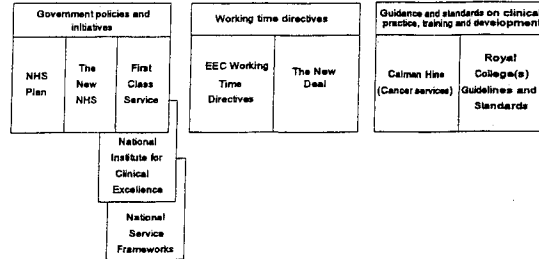 Government policies and
initiatives
NHS
Plan
The
New
NHS
First
Class
Service
National
Institute for
Clinical
Excellence
National
Service
Frameworks
Working time directives
EEC Working
Time
Directives
The New
Deal
Guidance and standards on clinical
practice, training and development
Calman Hine
(Cancer services)
Royal
College(s)
Guidelines and
Standards